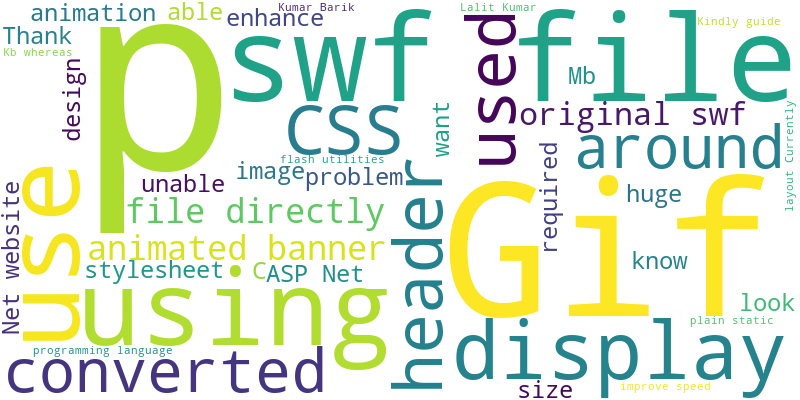 animation
able
Kumar Barik
Lalit Kumar
enhance
Kindly guide
Thank
Kb whereas
p
swf
file
used
Mb
design
CSS
original swf
want
around
layout Currently
flash utilities
image
problem
unable
required
huge
use
file directly
header
Gif
Net website
animated banner
know
stylesheet
C
ASP Net
using
look
plain static
display
programming language
converted
size
improve speed